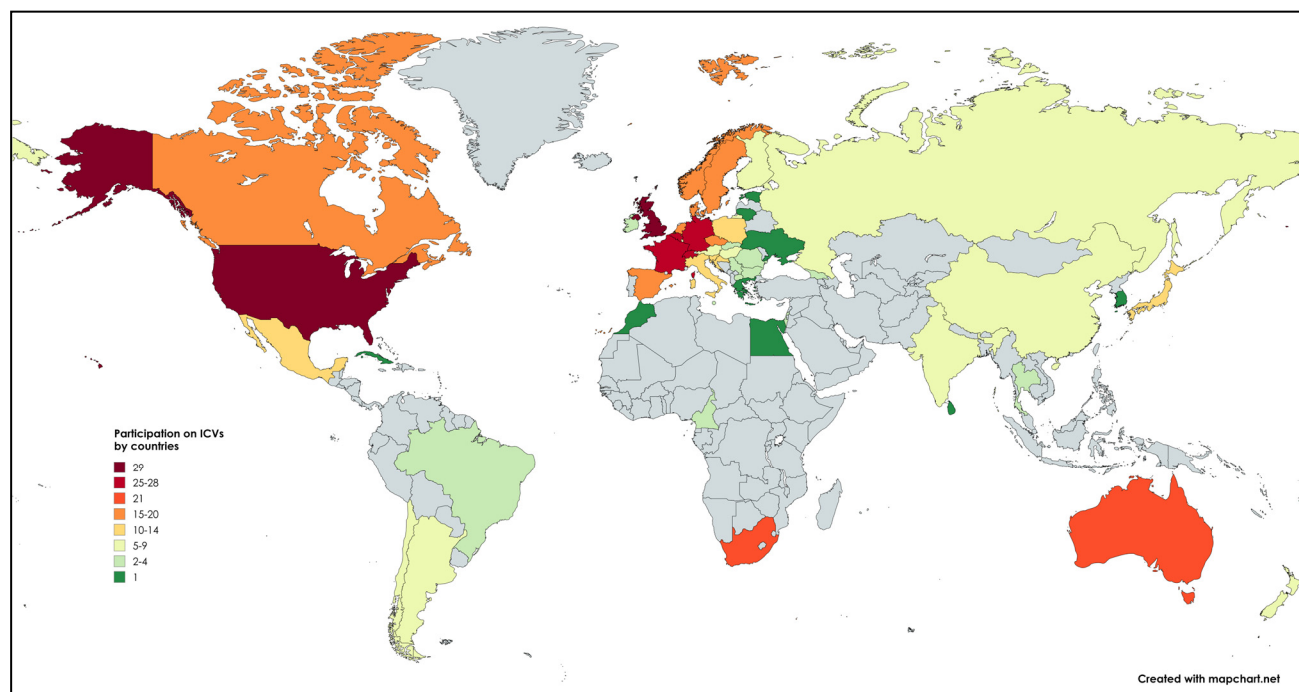 Participation on ICVs
by countries
29
25-28
21
15-20
10-14
5-9
2-4
1
Created with mapchart.net